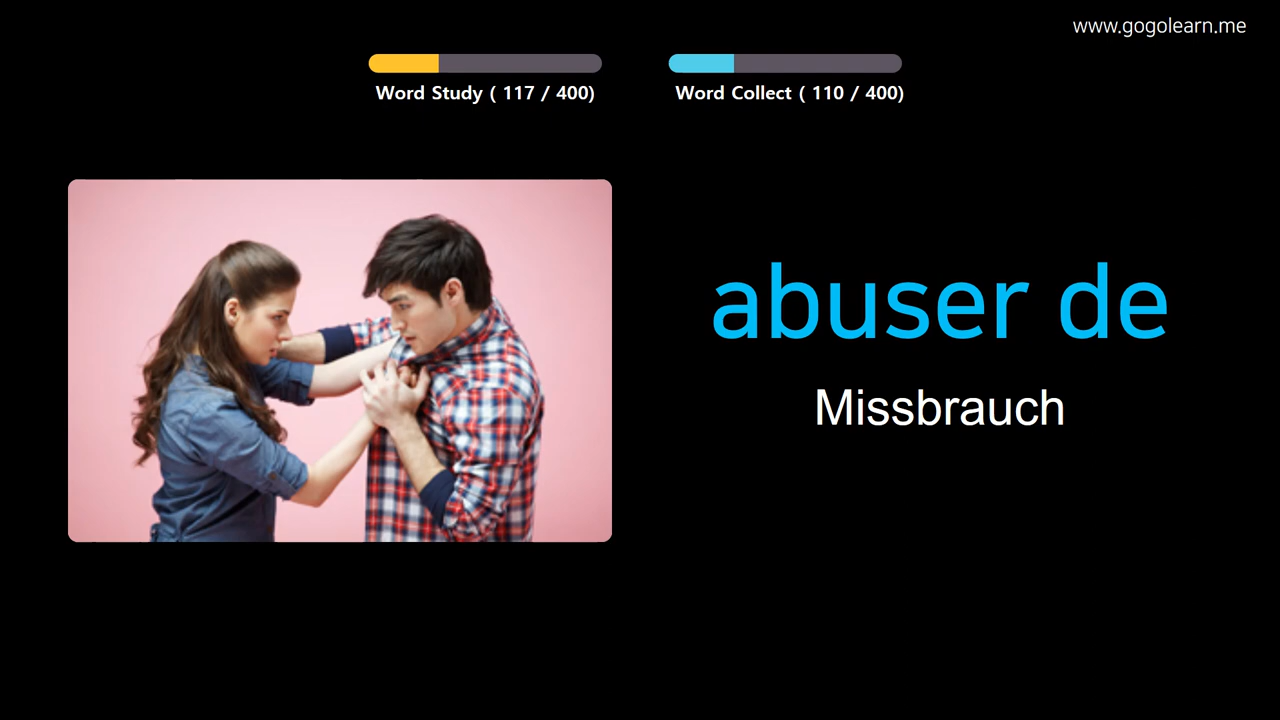 www.gogolearn.me
Word Study ( 117 / 400)
Word Collect ( 110 / 400)
abuser de
Missbrauch